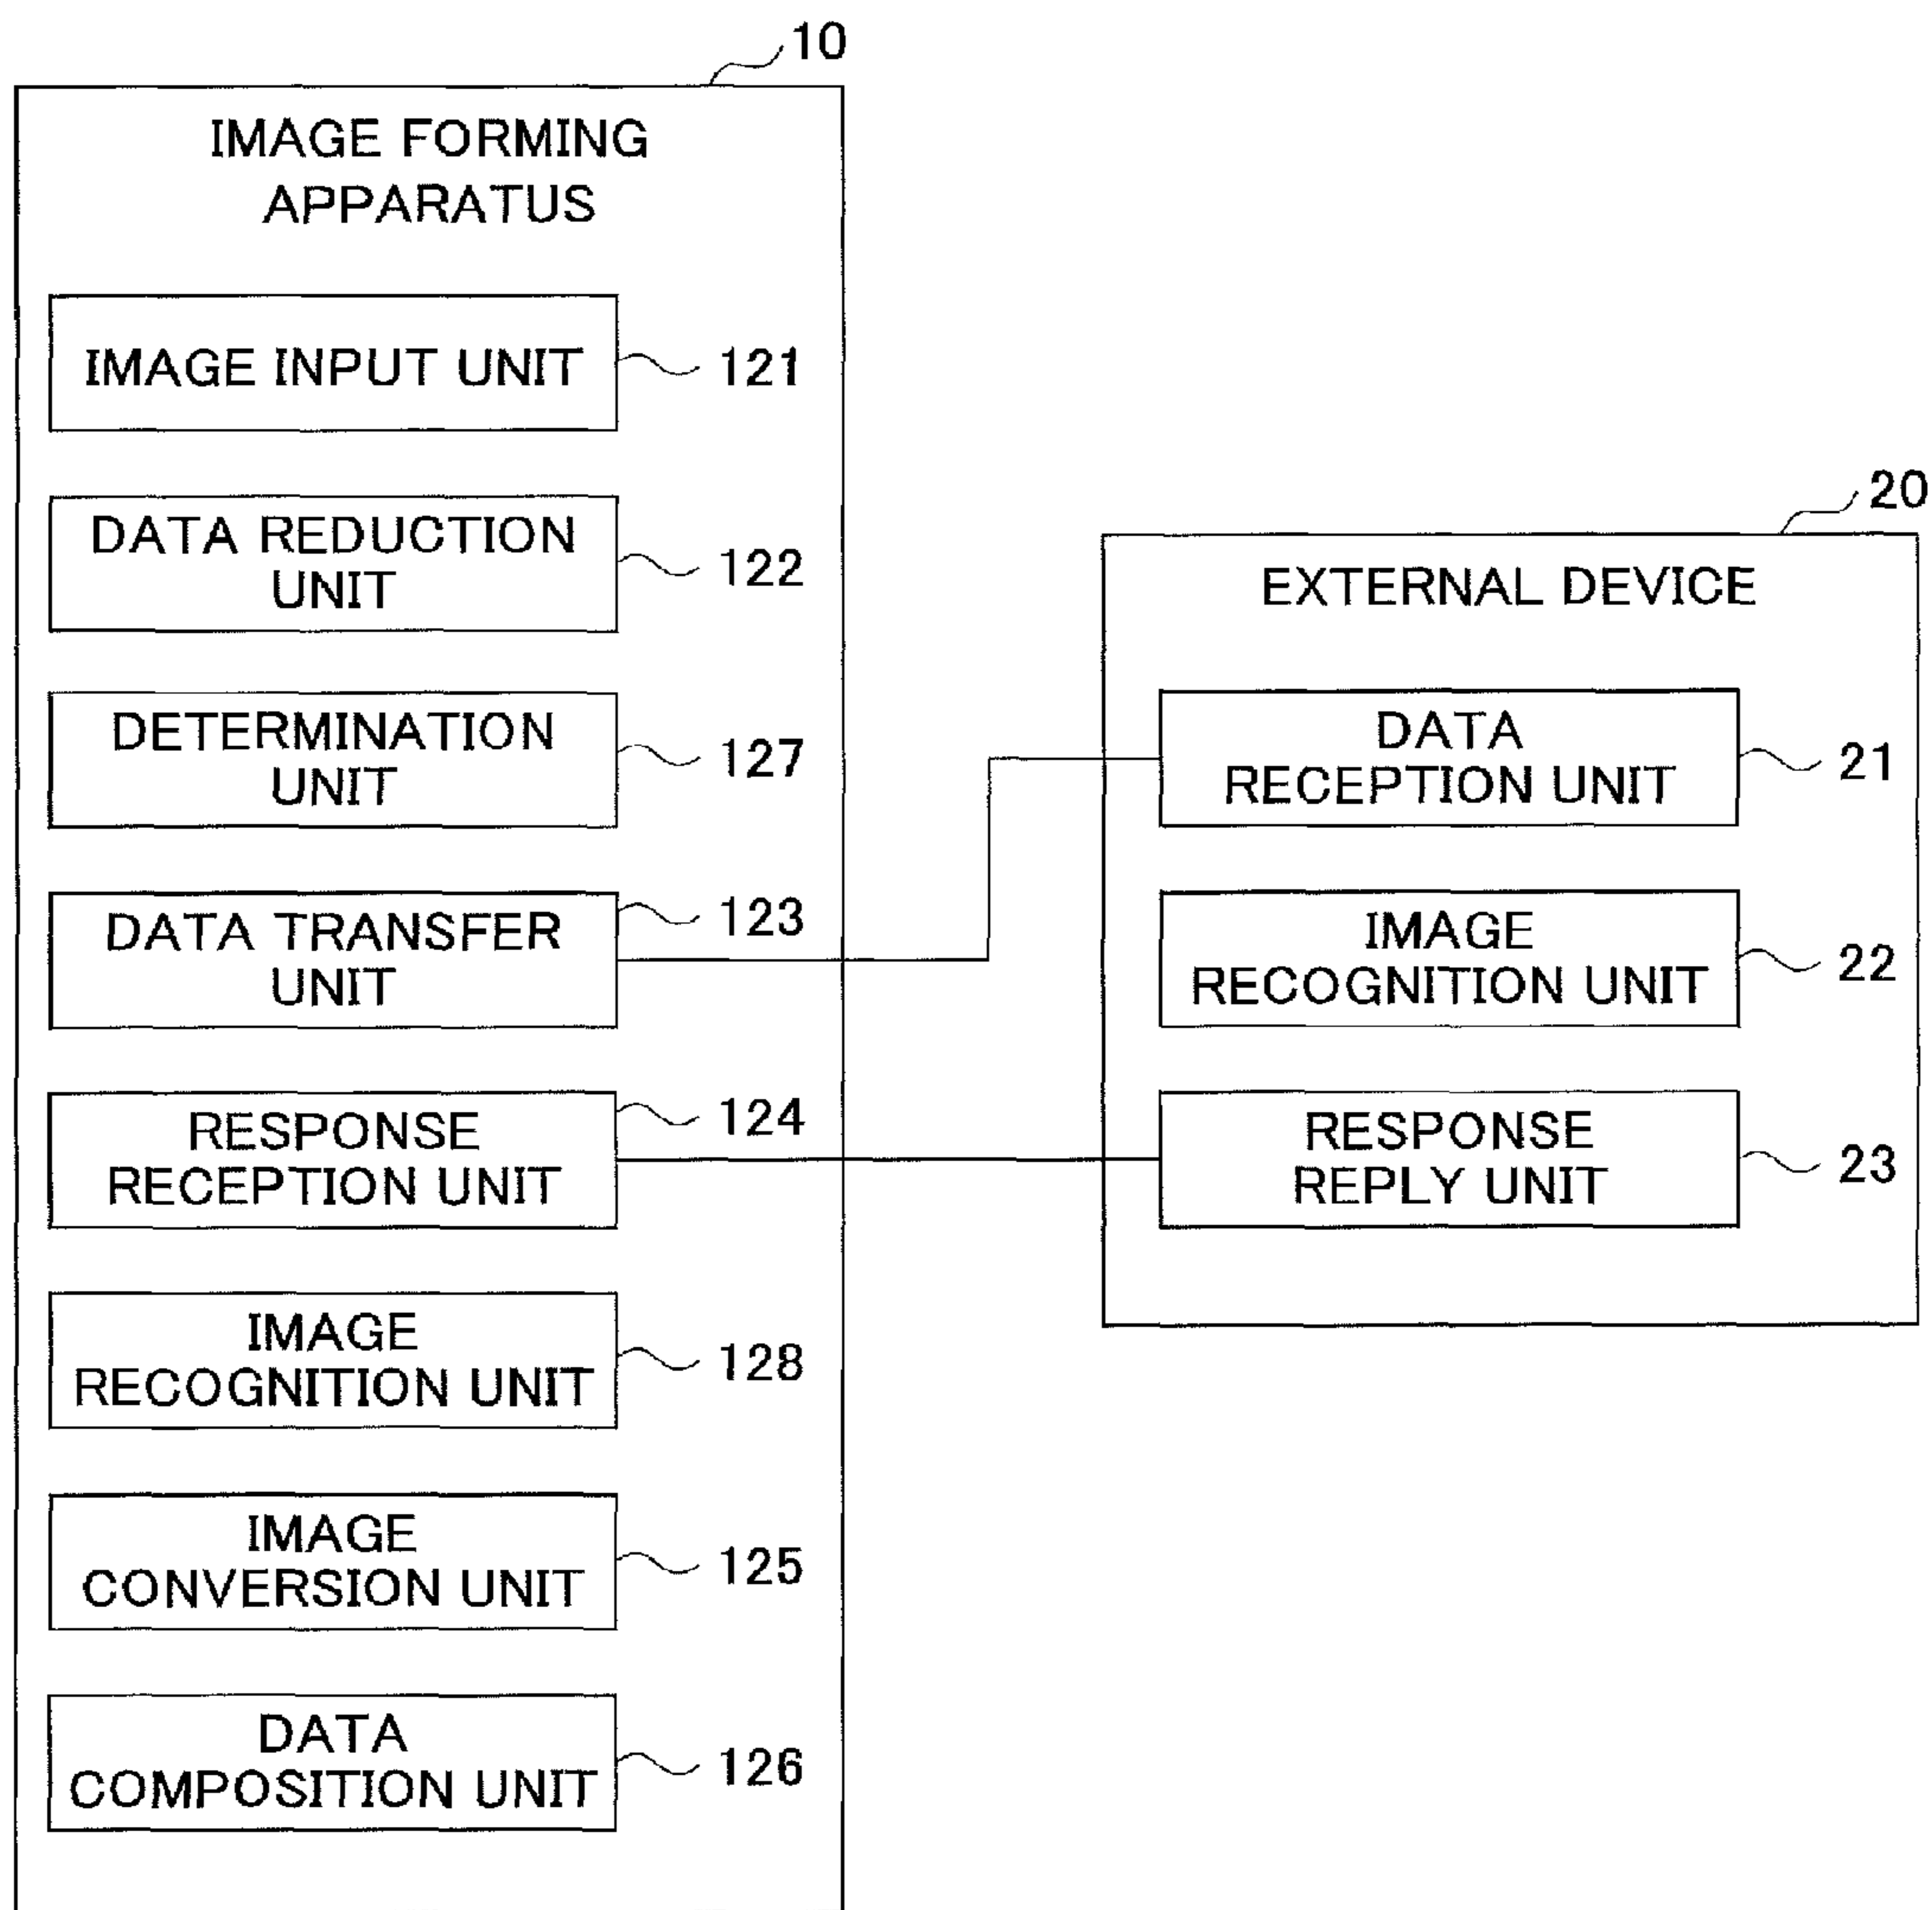 10
IMAGE FORMING
APPARATUS
IMAGE INPUT UNIT
121
DATA REDUCTION
UNIT
122
DETERMINATION
UNIT
127
DATA TRANSFER
UNIT
123
RESPONSE
RECEPTION UNIT
124
IMAGE
RECOGNITION UNIT
128
IMAGE
CONVERSION UNIT
125
DATA
COMPOSITION UNIT
126
20
EXTERNAL DEVICE
DATA
RECEPTION UNIT
21
IMAGE
RECOGNITION UNIT
22
RESPONSE
REPLY UNIT
23